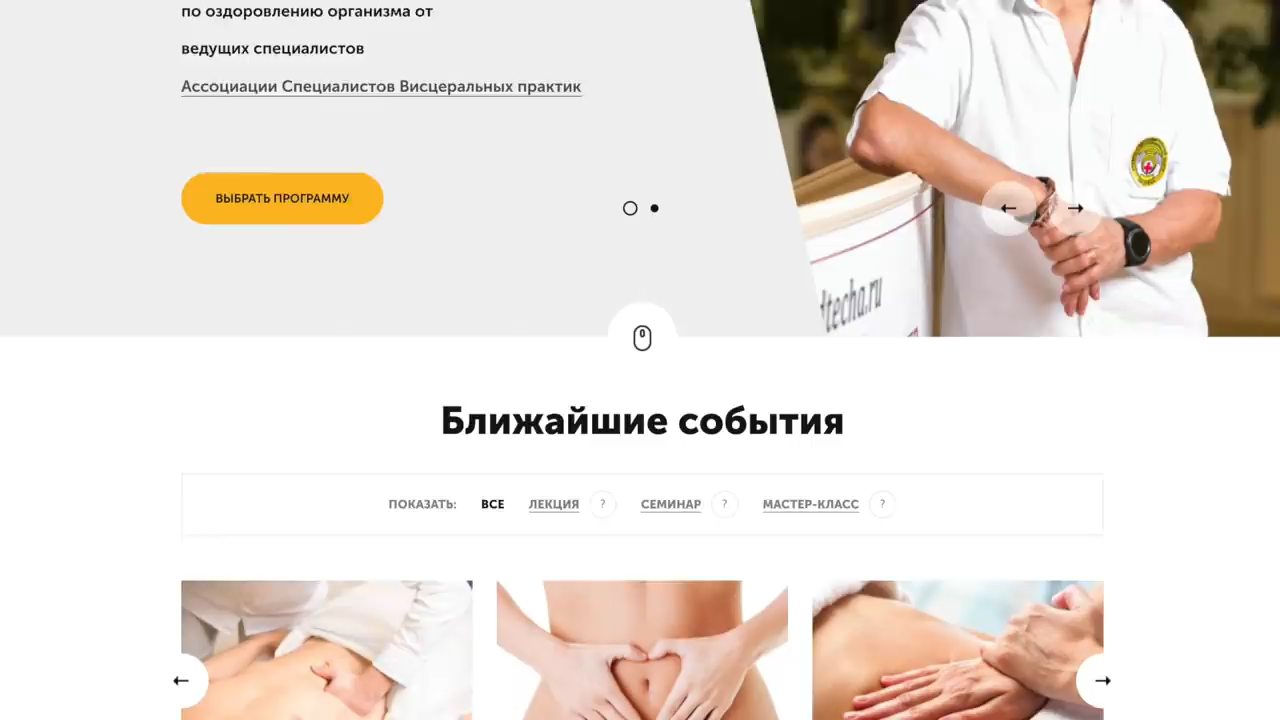 по оздоровлению организма от
ведущих специалистов
Ассоциации Специалистов Висцеральных практик
ВЫБРАТЬ ПРОГРАММУ
Ближайшие события
ПОКАЗАТЬ: ВСЕ ЛЕКЦИЯ ? СЕМИНАР ? МАСТЕР-КЛАСС ?